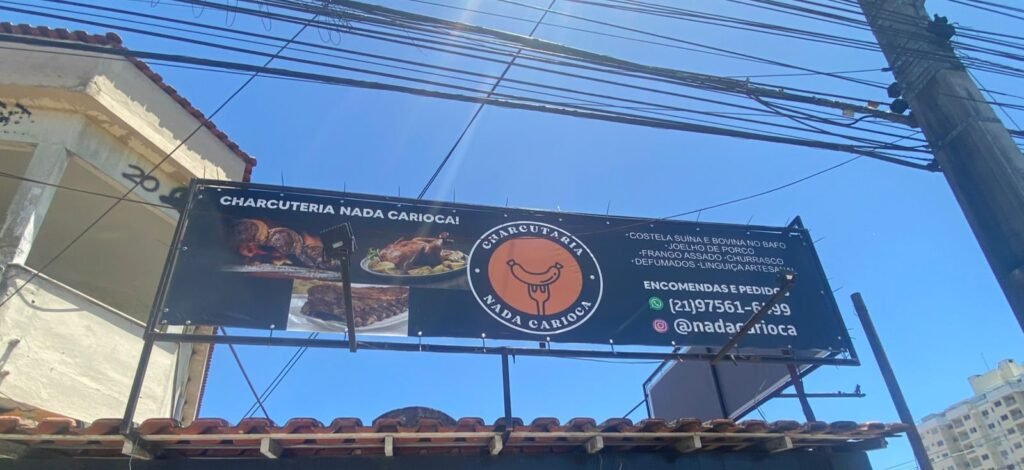 20
CHARCUTERIA NADA CARIOCA!
CHARCUTARIA
NADA CARIOCA
·COSTELA SUÍNA E BOVINA NO BAFO
·JOELHO DE PORCO
·FRANGO ASSADO ·CHURRASCO
·DEFUMADOS ·LINGUIÇA ARTESANAL
ENCOMENDAS E PEDIDOS
@nadacarioca